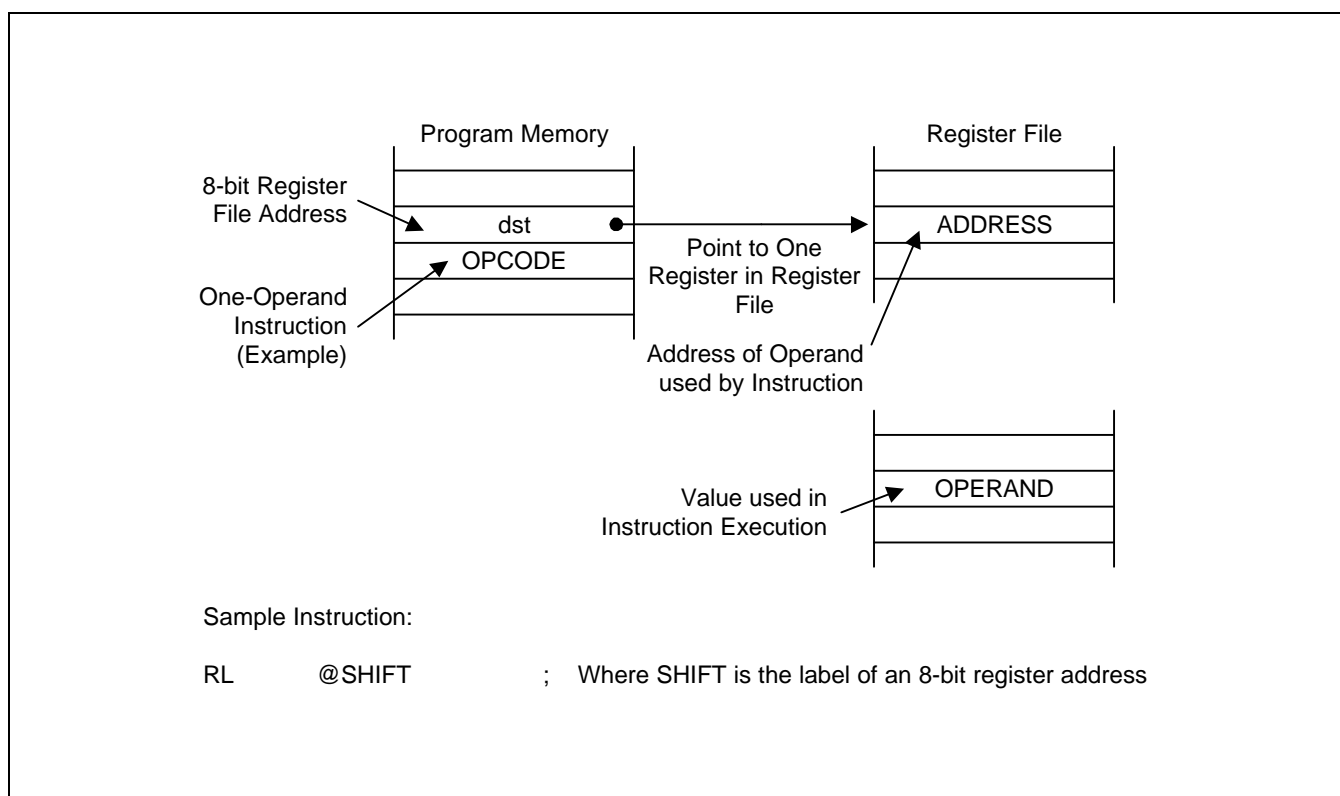 Program Memory
Register File
8-bit Register
File Address
dst
ADDRESS
OPCODE
Point to One
Register in Register
File
One-Operand
Instruction
(Example)
Address of Operand
used by Instruction
OPERAND
Value used in
Instruction Execution
Sample Instruction:
RL @SHIFT ; Where SHIFT is the label of an 8-bit register address